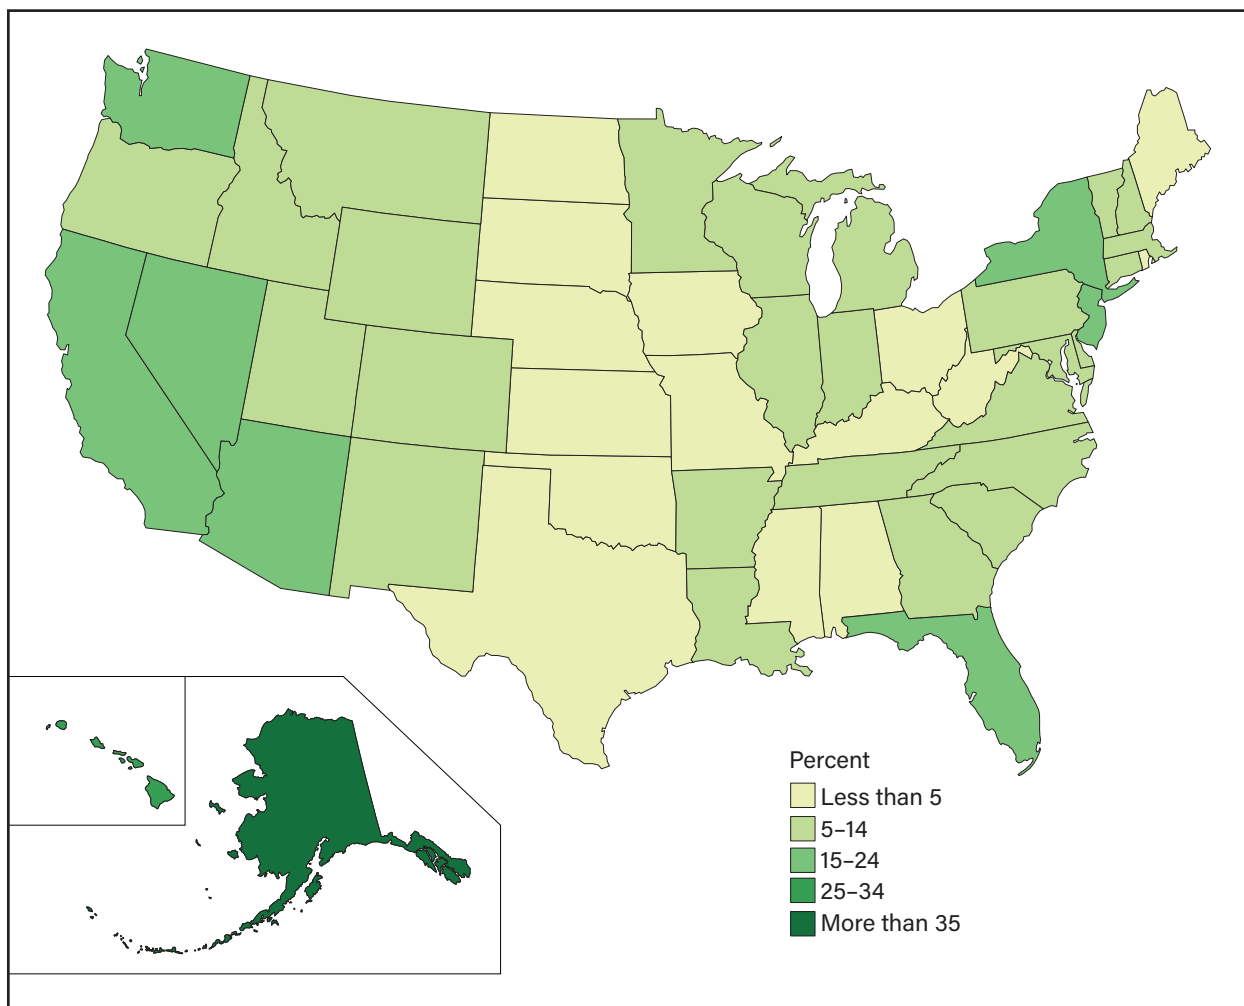 Percent
Less than 5
5–14
15–24
25–34
More than 35